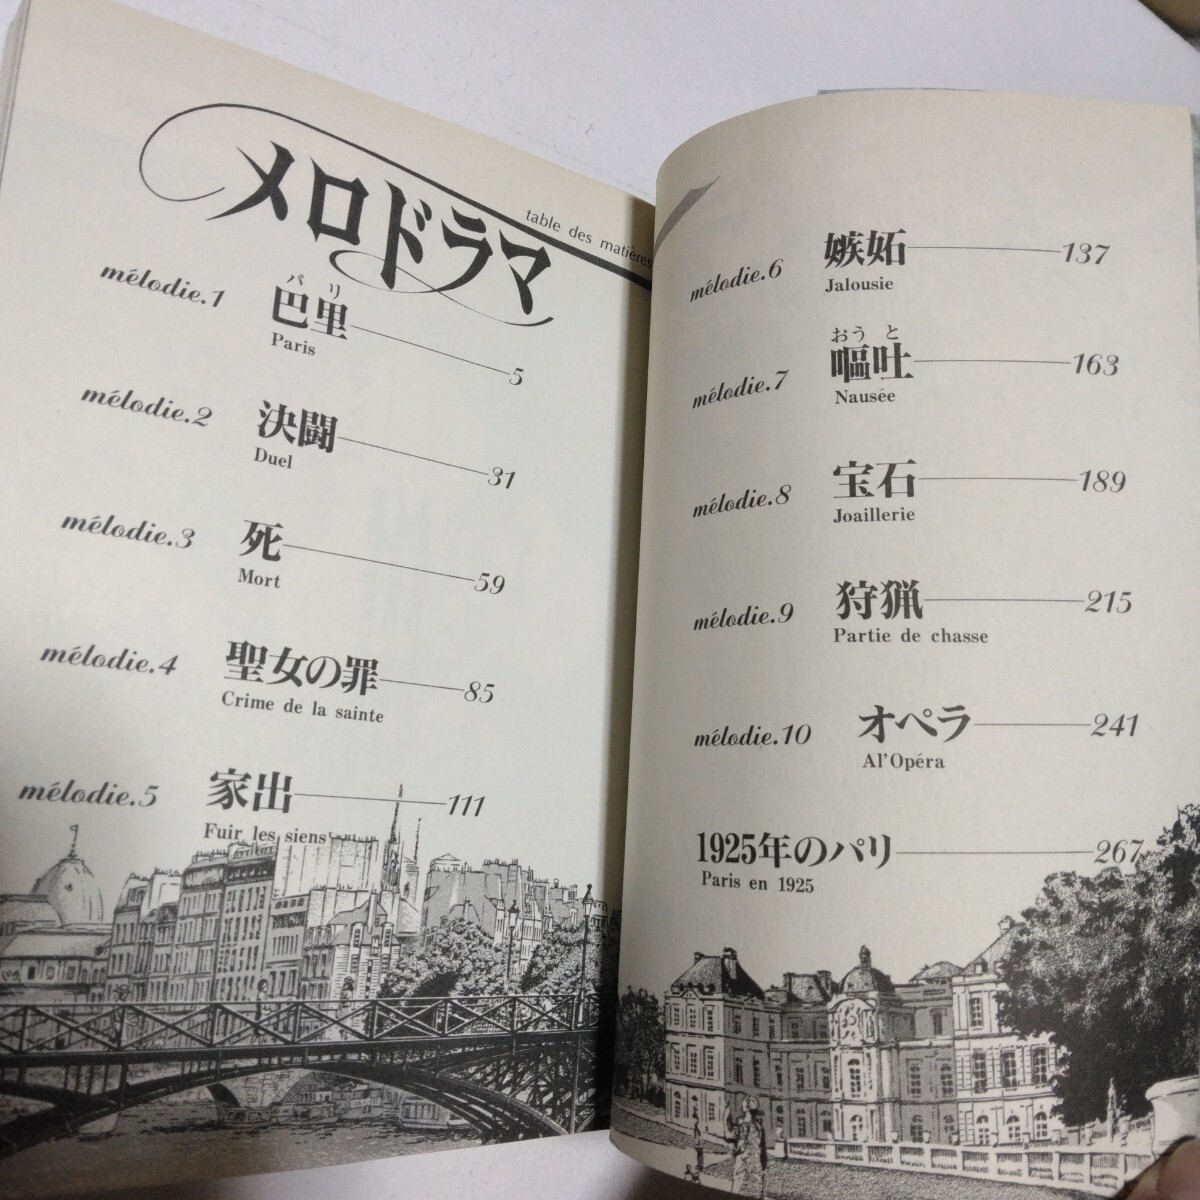 メロドラマ
table des matières
mélodie.1
パリ
巴里
5
Paris
mélodie.2
決闘
31
Duel
mélodie.3
死
59
Mort
mélodie.4
聖女の罪
85
Crime de la sainte
mélodie.5
家出
111
Fuir les siens
mélodie.6
嫉妬
137
Jalousie
mélodie.7
おうと
嘔吐
163
Nausée
mélodie.8
宝石
189
Joaillerie
mélodie.9
狩猟
215
Partie de chasse
mélodie.10
オペラ
241
Al'Opéra
1925年のパリ
267
Paris en 1925